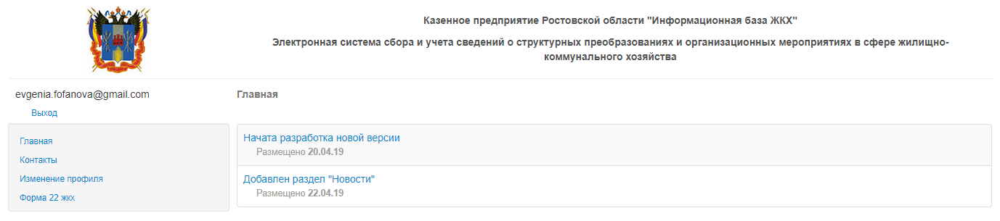 Казенное предприятие Ростовской области "Информационная база ЖКХ"
Электронная система сбора и учета сведений о структурных преобразованиях и организационных мероприятиях в сфере жилищно-
коммунального хозяйства
evgenia.fofanova@gmail.com
Выход
Главная
Контакты
Изменение профиля
Форма 22 жкх
Главная
Начата разработка новой версии
Размещено 20.04.19
Добавлен раздел "Новости"
Размещено 22.04.19